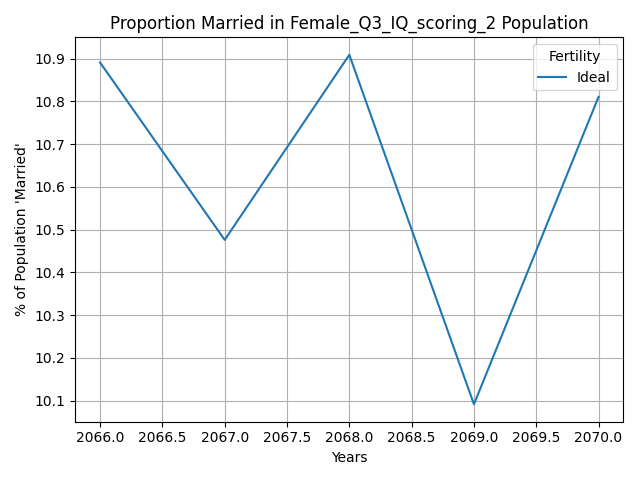 Proportion Married in Female_Q3_IQ_scoring_2 Population
Fertility
Ideal
% of Population 'Married'
10.9
10.8
10.7
10.6
10.5
10.4
10.3
10.2
10.1
2066.0 2066.5 2067.0 2067.5 2068.0 2068.5 2069.0 2069.5 2070.0
Years